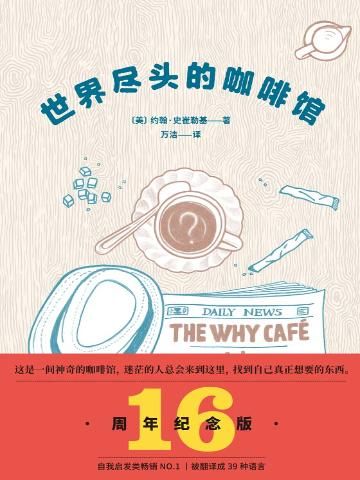 世界尽头的咖啡馆
〔美〕约翰·史崔勒基——著
万洁——译
?
DAILY NEWS
THE WHY CAFÉ
这是一间神奇的咖啡馆，迷茫的人总会来到这里，找到自己真正想要的东西。
16
· 周年纪念版 ·
自我启发类畅销 NO.1 | 被翻译成 39 种语言